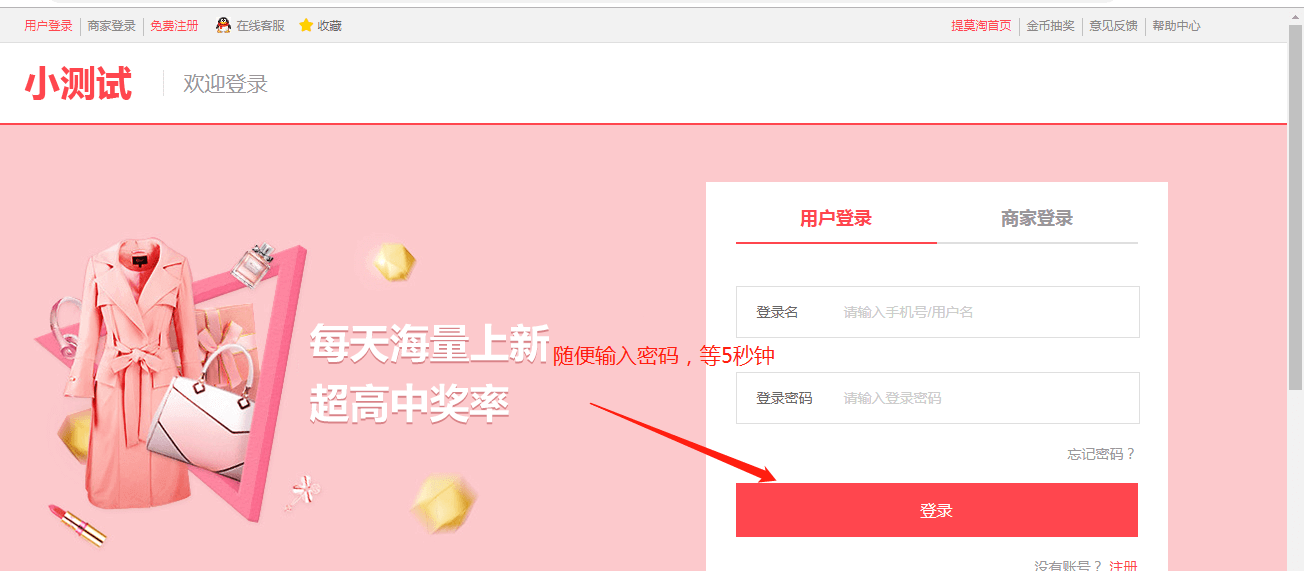 用户登录 商家登录 免费注册 在线客服 收藏 提莫淘首页 金币抽奖 意见反馈 帮助中心
小测试 欢迎登录
用户登录 商家登录
登录名 请输入手机号/用户名
每天海量上新
随便输入密码，等5秒钟
超高中奖率
登录密码 请输入登录密码
忘记密码？
登录
没有账号？ 注册